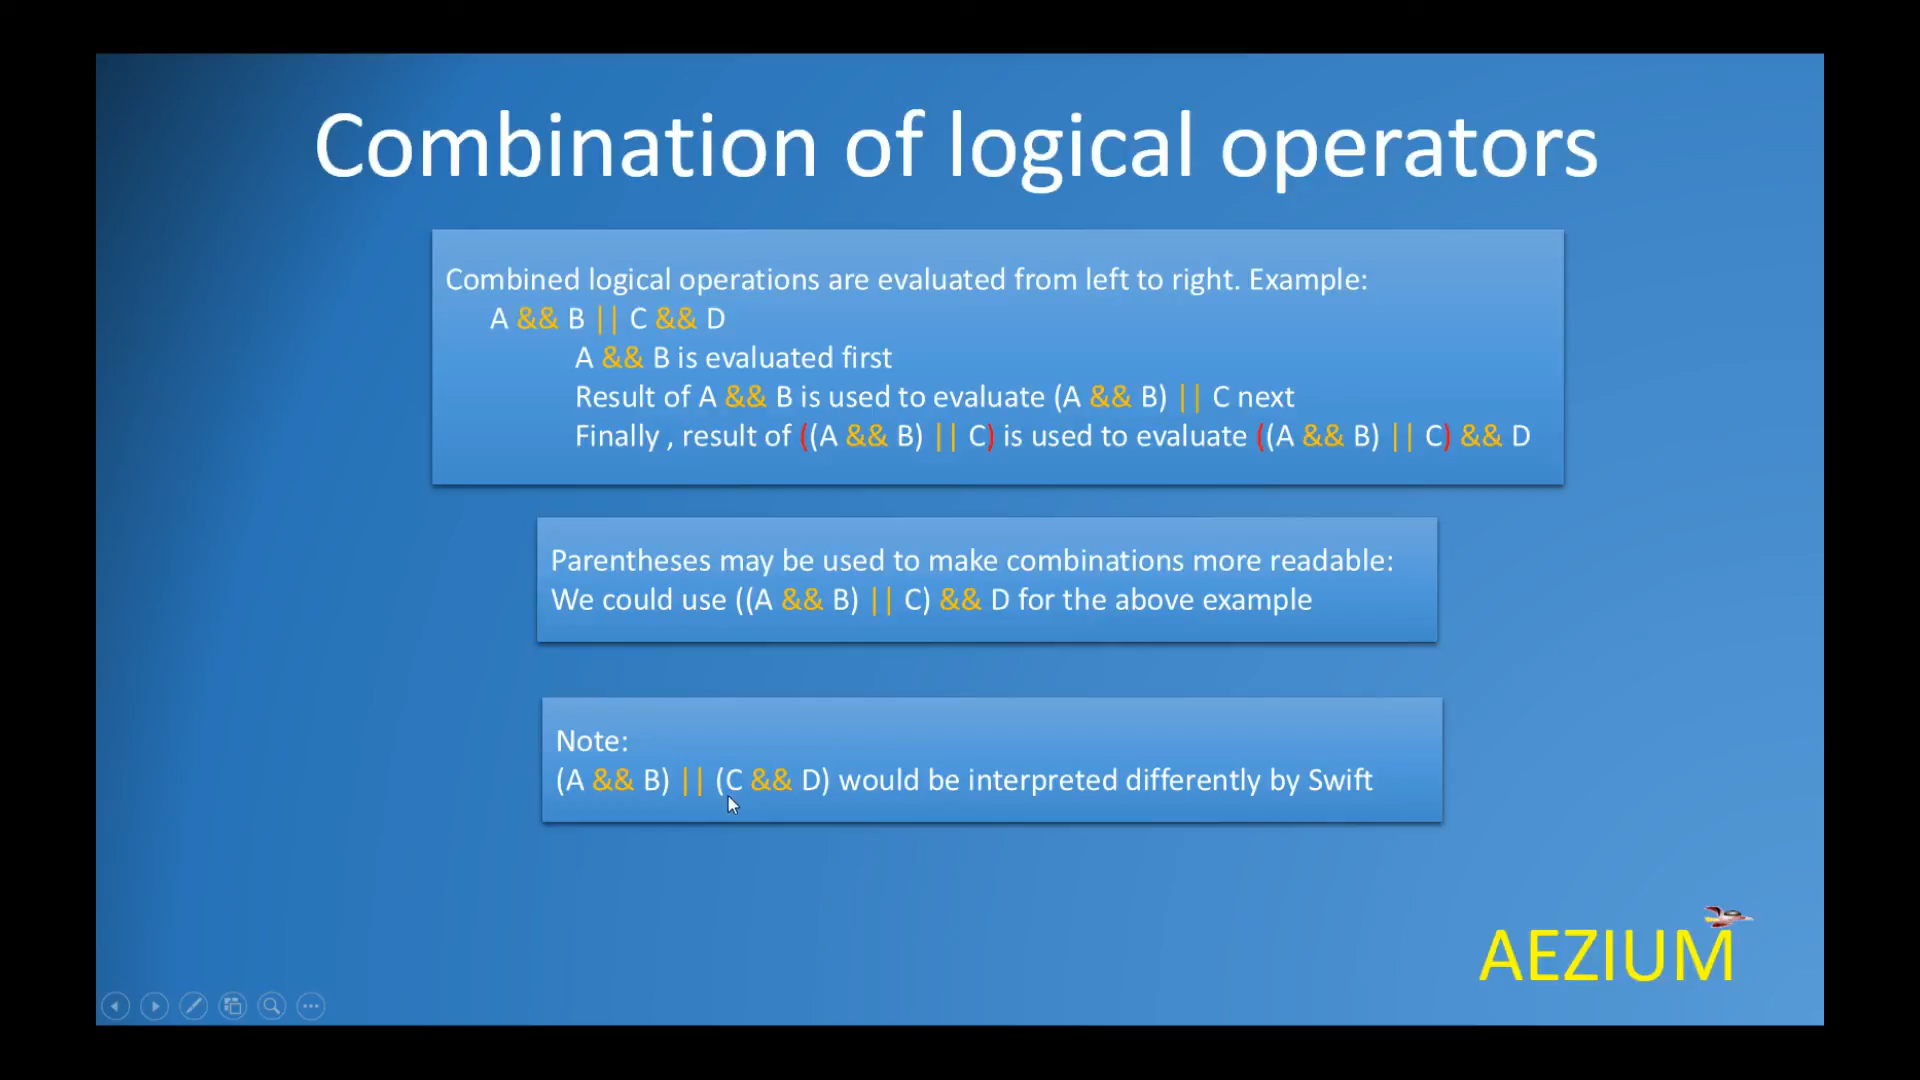 Combination of logical operators
Combined logical operations are evaluated from left to right. Example:
A && B || C && D
A && B is evaluated first
Result of A && B is used to evaluate (A && B) || C next
Finally , result of ((A && B) || C) is used to evaluate ((A && B) || C) && D
Parentheses may be used to make combinations more readable:
We could use ((A && B) || C) && D for the above example
Note:
(A && B) || (C && D) would be interpreted differently by Swift
AEZIUM